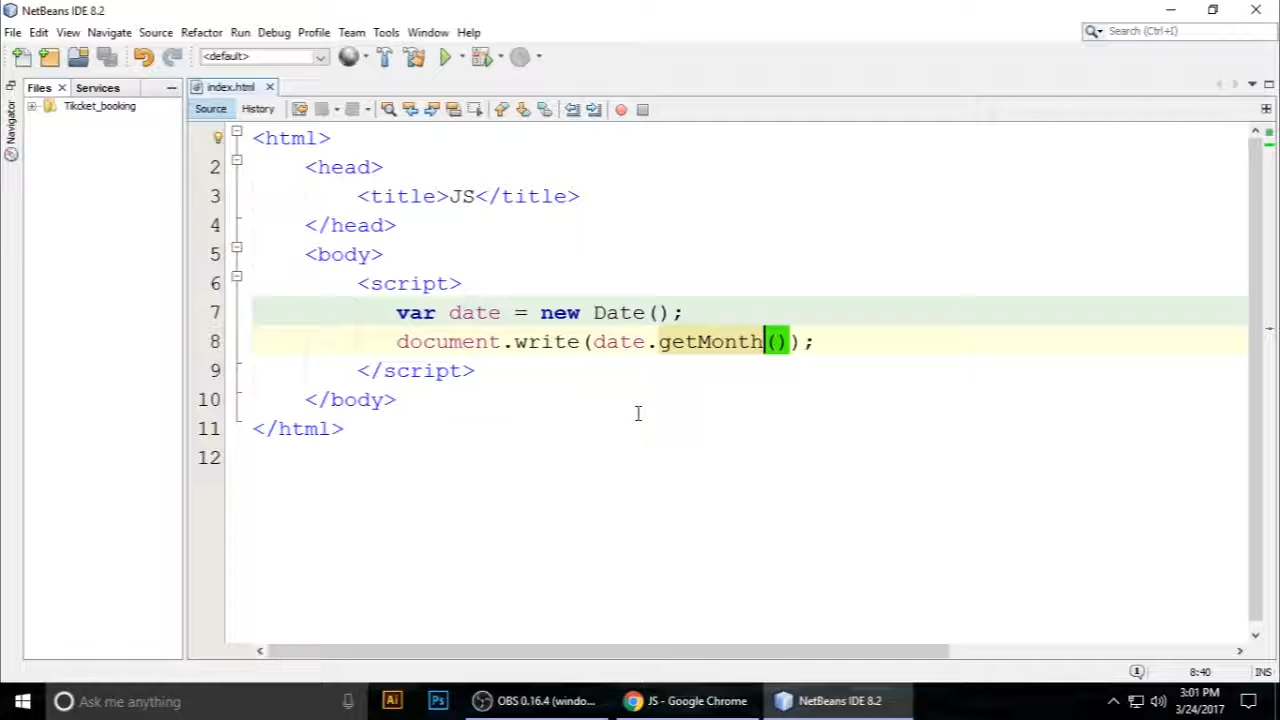 NetBeans IDE 8.2
File Edit View Navigate Source Refactor Run Debug Profile Team Tools Window Help
Search (Ctrl+I)
<default>
Files Services
index.html
Navigator
Tikcket_booking
Source History
<html>
2 <head>
3 <title>JS</title>
4 </head>
5 <body>
6 <script>
7 var date = new Date();
8 document.write(date.getMonth());
9 </script>
10 </body>
11 </html>
12
1 8:40 INS
Ask me anything
Ai
Ps
OBS 0.16.4 (windo...
JS - Google Chrome
NetBeans IDE 8.2
3:01 PM
3/24/2017